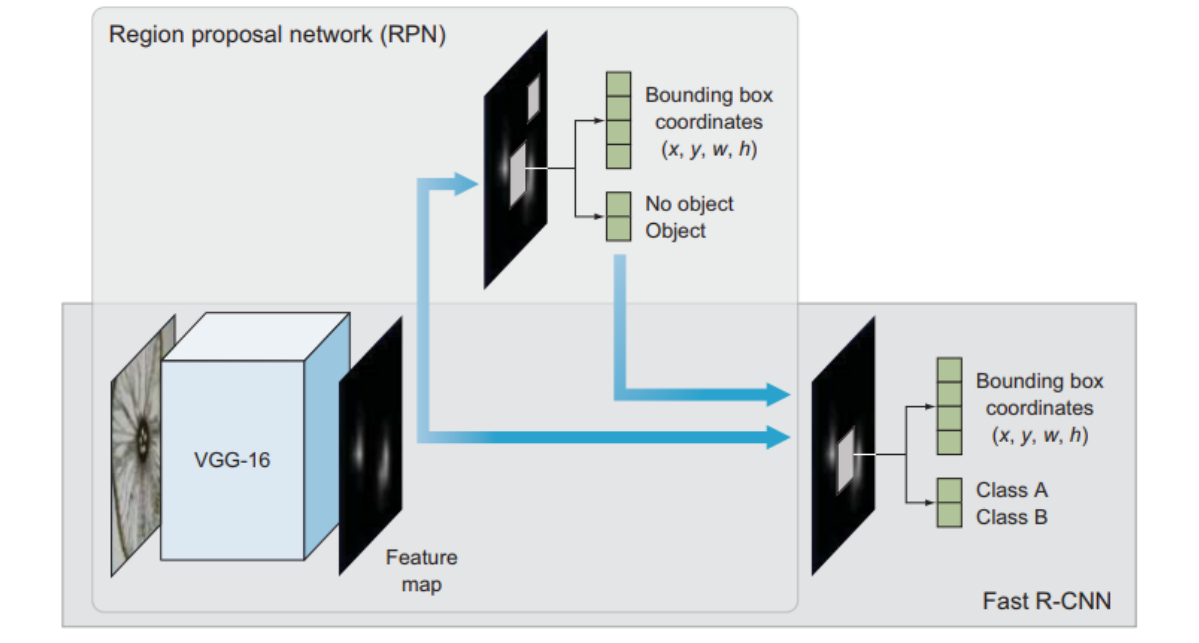 Region proposal network (RPN)
Bounding box
coordinates
(x, y, w, h)
No object
Object
VGG-16
Feature
map
Bounding box
coordinates
(x, y, w, h)
Class A
Class B
Fast R-CNN